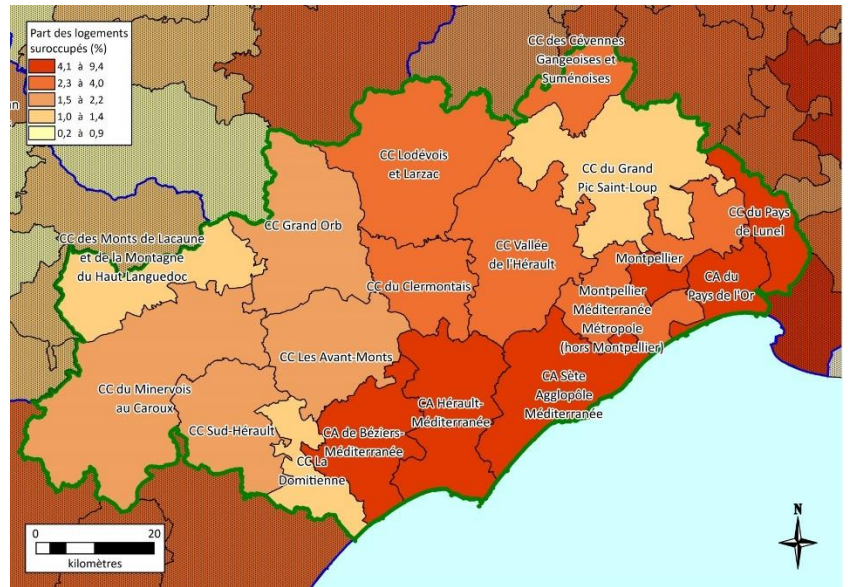 Part des logements
suroccupés (%)
4,1 à 9,4
2,3 à 4,0
1,5 à 2,2
1,0 à 1,4
0,2 à 0,9
n
CC des Cévennes
Gangeoises et
Suménoises
CC Lodévois
et Larzac
CC du Grand
Pic Saint-Loup
CC Grand Orb
CC du Pays
de Lunel
CC des Monts de Lacaune
et de la Montagne
du Haut Languedoc
CC Vallée
de l'Hérault
Montpellier
CA du
Pays de l'Or
CC du Clermontais
Montpellier
Méditerranée
Métropole
(hors Montpellier)
CC Les Avant-Monts
CC du Minervois
au Caroux
CA Sète
Agglopôle
Méditerranée
CA Hérault-
Méditerranée
CC Sud-Hérault
CA de Béziers-
Méditerranée
CC La
Domitienne
0 20
kilomètres
N